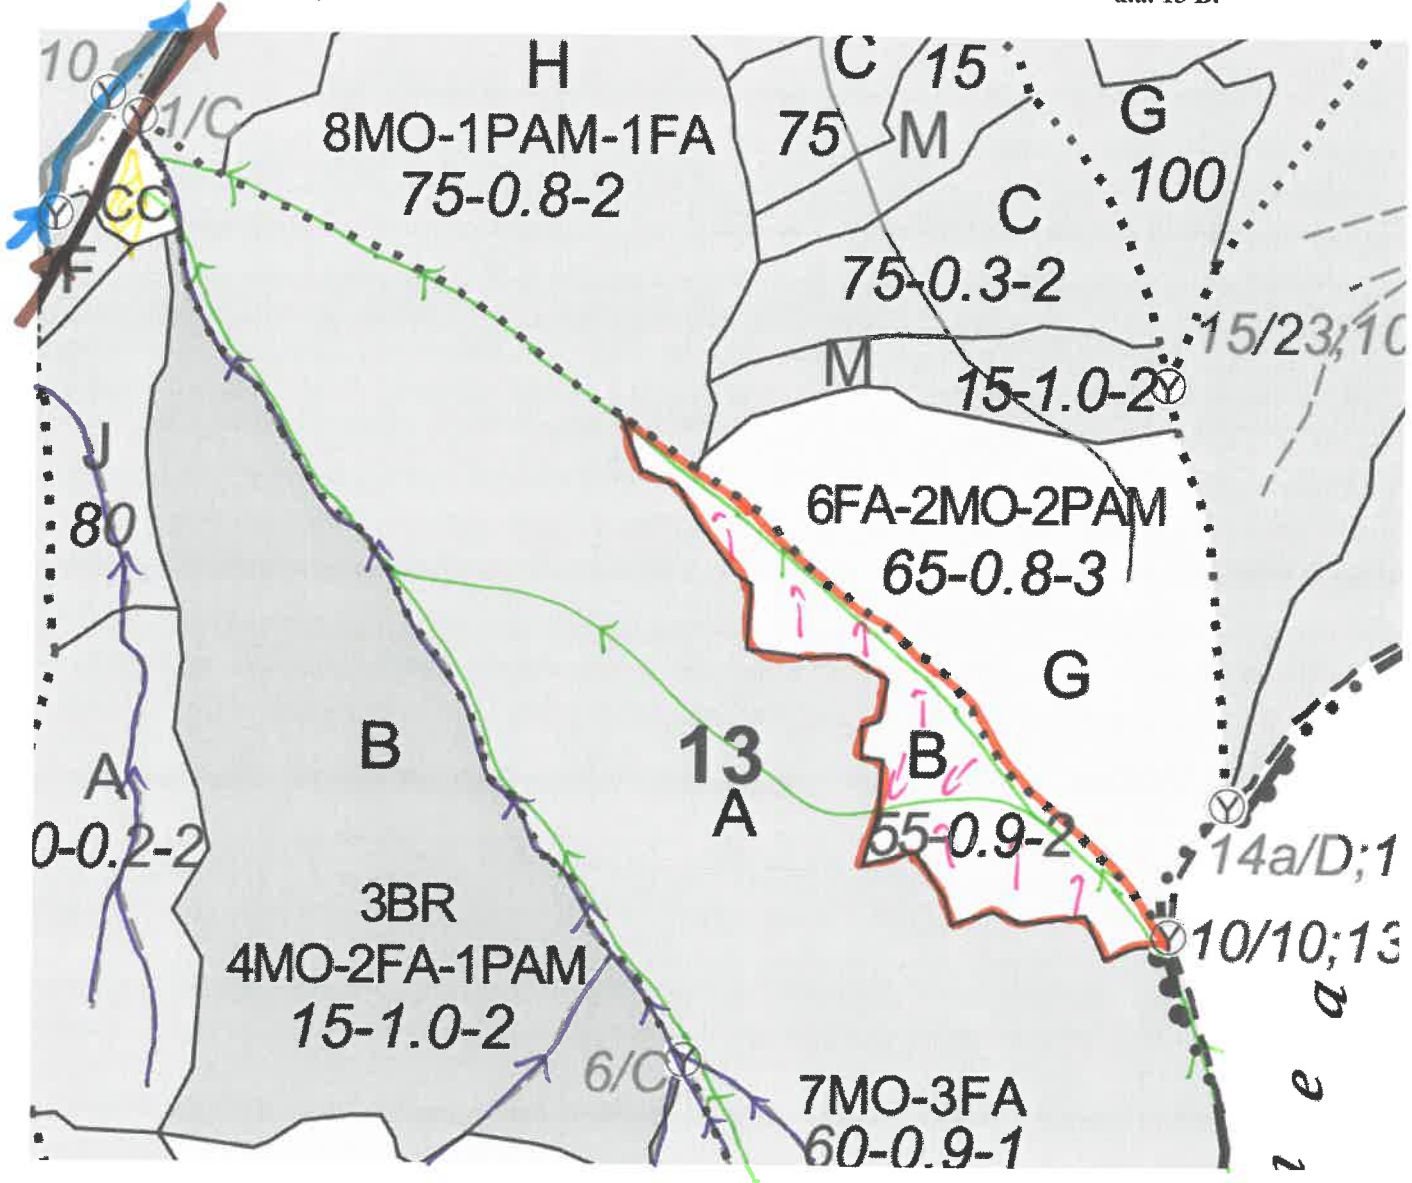 u.a. 13 B.
10
Y
Y
1/C
Y
CC
F
H
8MO-1PAM-1FA
75-0.8-2
C
15
75
M
G
100
C
75-0.3-2
M
15-1.0-2
Y
15/23;10
J
80
6FA-2MO-2PAM
65-0.8-3
G
A
0-0.2-2
B
13
A
B
55-0.9-2
Y
14a/D;1
3BR
4MO-2FA-1PAM
15-1.0-2
Y
10/10;13
a
e
6/C
Y
7MO-3FA
60-0.9-1